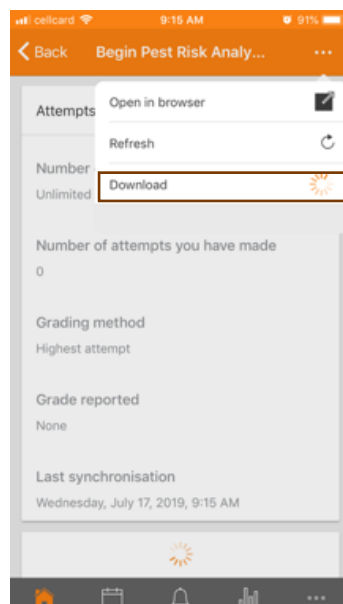 cellcard 9:15 AM 91%
Back Begin Pest Risk Analy... ...
Attempts
Open in browser
Refresh
Download
Number
Unlimited
Number of attempts you have made
0
Grading method
Highest attempt
Grade reported
None
Last synchronisation
Wednesday, July 17, 2019, 9:15 AM